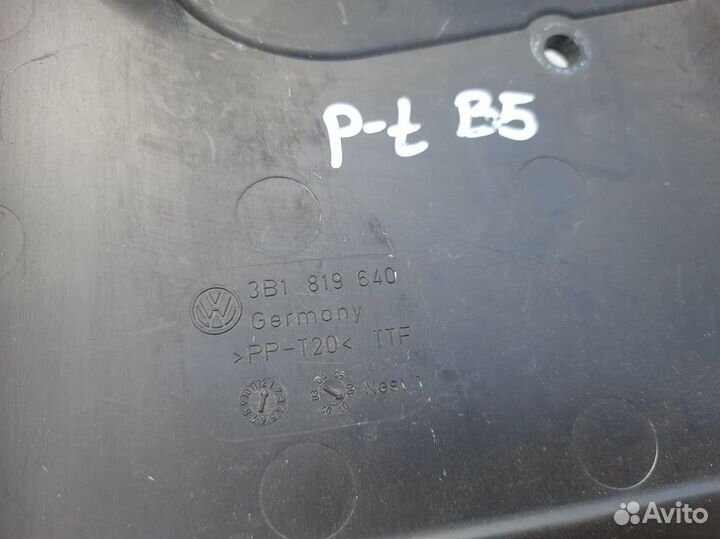 p-t B5
3B1 819 640
Germany
>PP-T20< TTF
Avito